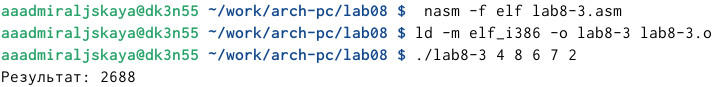 aaadmiraljskaya@dk3n55 ~/work/arch-pc/lab08 $  nasm -f elf lab8-3.asm
aaadmiraljskaya@dk3n55 ~/work/arch-pc/lab08 $ ld -m elf_i386 -o lab8-3 lab8-3.o
aaadmiraljskaya@dk3n55 ~/work/arch-pc/lab08 $ ./lab8-3 4 8 6 7 2
Результат: 2688